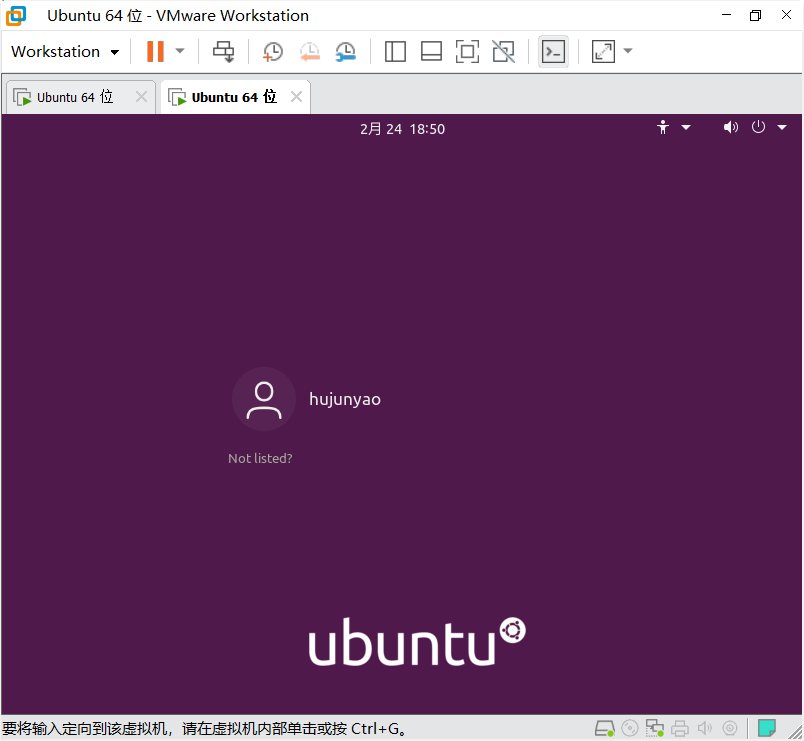 Ubuntu 64 位 - VMware Workstation
Workstation
Ubuntu 64 位
Ubuntu 64 位
2月 24 18:50
hujunyao
Not listed?
ubuntu
要将输入定向到该虚拟机，请在虚拟机内部单击或按 Ctrl+G。